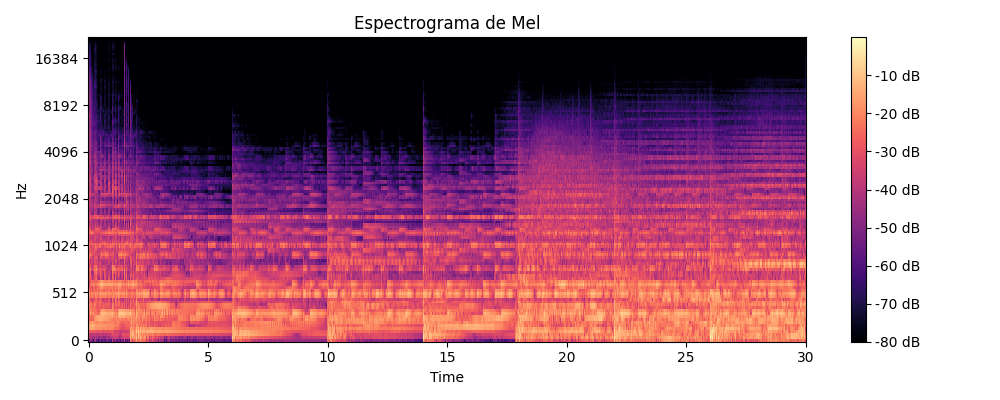 Espectrograma de Mel
Hz
16384
8192
4096
2048
1024
512
0
0 5 10 15 20 25 30
Time
-10 dB
-20 dB
-30 dB
-40 dB
-50 dB
-60 dB
-70 dB
-80 dB